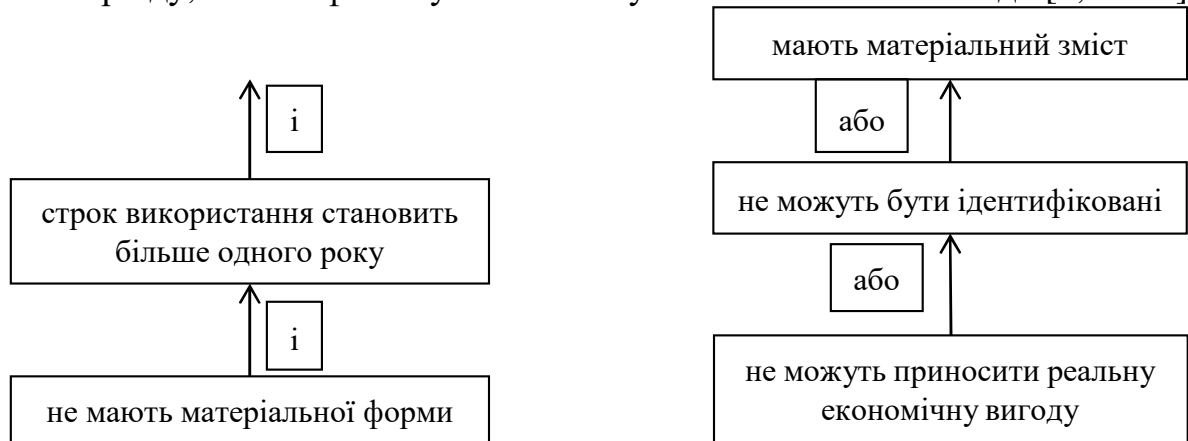 мають матеріальний зміст
і
або
строк використання становить
більше одного року
не можуть бути ідентифіковані
і
або
не мають матеріальної форми
не можуть приносити реальну
економічну вигоду